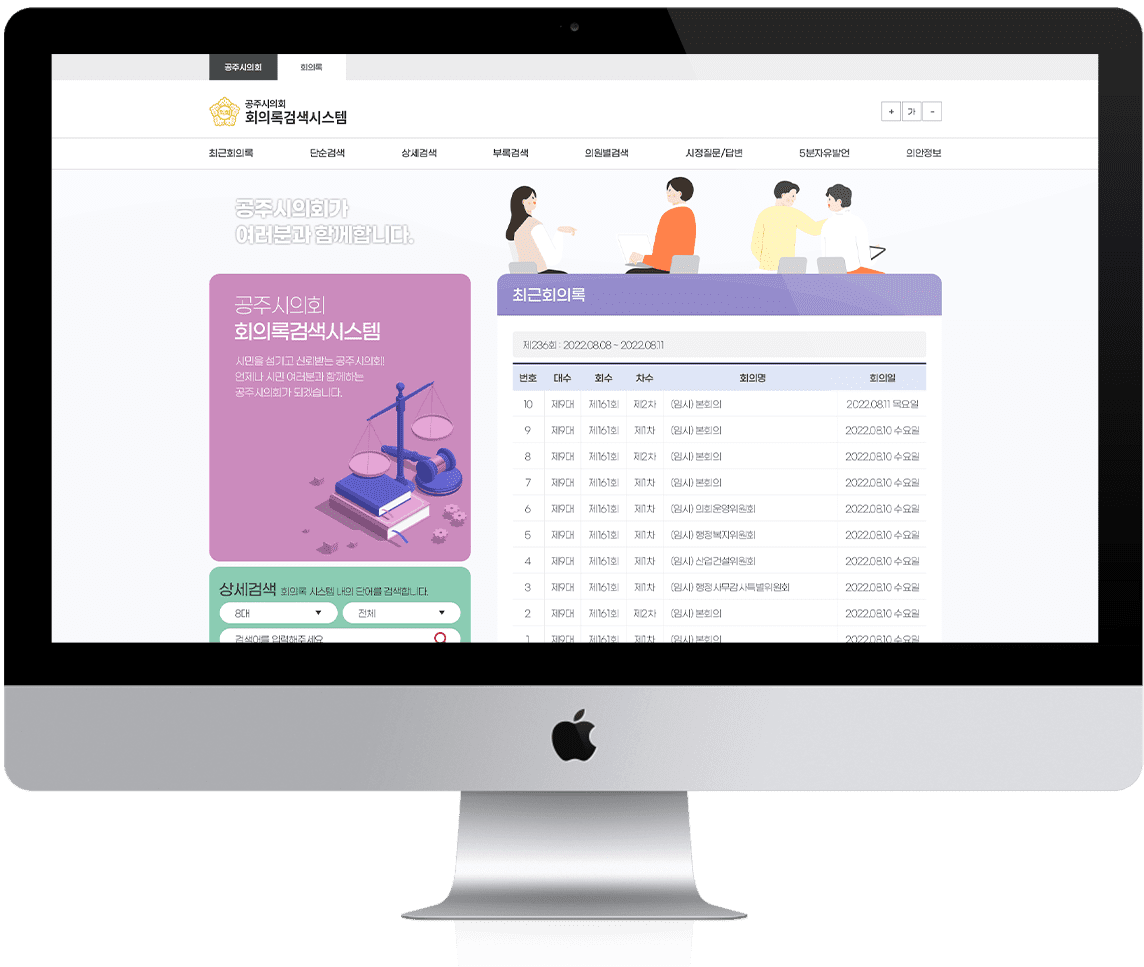 공주시의회 회의록
공주시의회
회의록검색시스템
+ 가 -
최근회의록 단순검색 상세검색 부록검색 의원별검색 시정질문/답변 5분자유발언 의안정보
공주시의회가
여러분과 함께합니다.
공주시의회
회의록검색시스템
시민을 섬기고 신뢰받는 공주시의회!
언제나 시민 여러분과 함께하는
공주시의회가 되겠습니다.
상세검색 회의록 시스템 내의 단어를 검색합니다.
8대 ▼ 전체 ▼
검색어를 입력해주세요
최근회의록
제236회 : 2022.08.08 ~ 2022.08.11
번호 대수 회수 차수 회의명 회의일
10 제9대 제161회 제2차 (임시) 본회의 2022.08.11 목요일
9 제9대 제161회 제1차 (임시) 본회의 2022.08.10 수요일
8 제9대 제161회 제2차 (임시) 본회의 2022.08.10 수요일
7 제9대 제161회 제1차 (임시) 본회의 2022.08.10 수요일
6 제9대 제161회 제1차 (임시) 의회운영위원회 2022.08.10 수요일
5 제9대 제161회 제1차 (임시) 행정복지위원회 2022.08.10 수요일
4 제9대 제161회 제1차 (임시) 산업건설위원회 2022.08.10 수요일
3 제9대 제161회 제1차 (임시) 행정사무감사특별위원회 2022.08.10 수요일
2 제9대 제161회 제2차 (임시) 본회의 2022.08.10 수요일
1 제9대 제161회 제1차 (임시) 본회의 2022.08.10 수요일